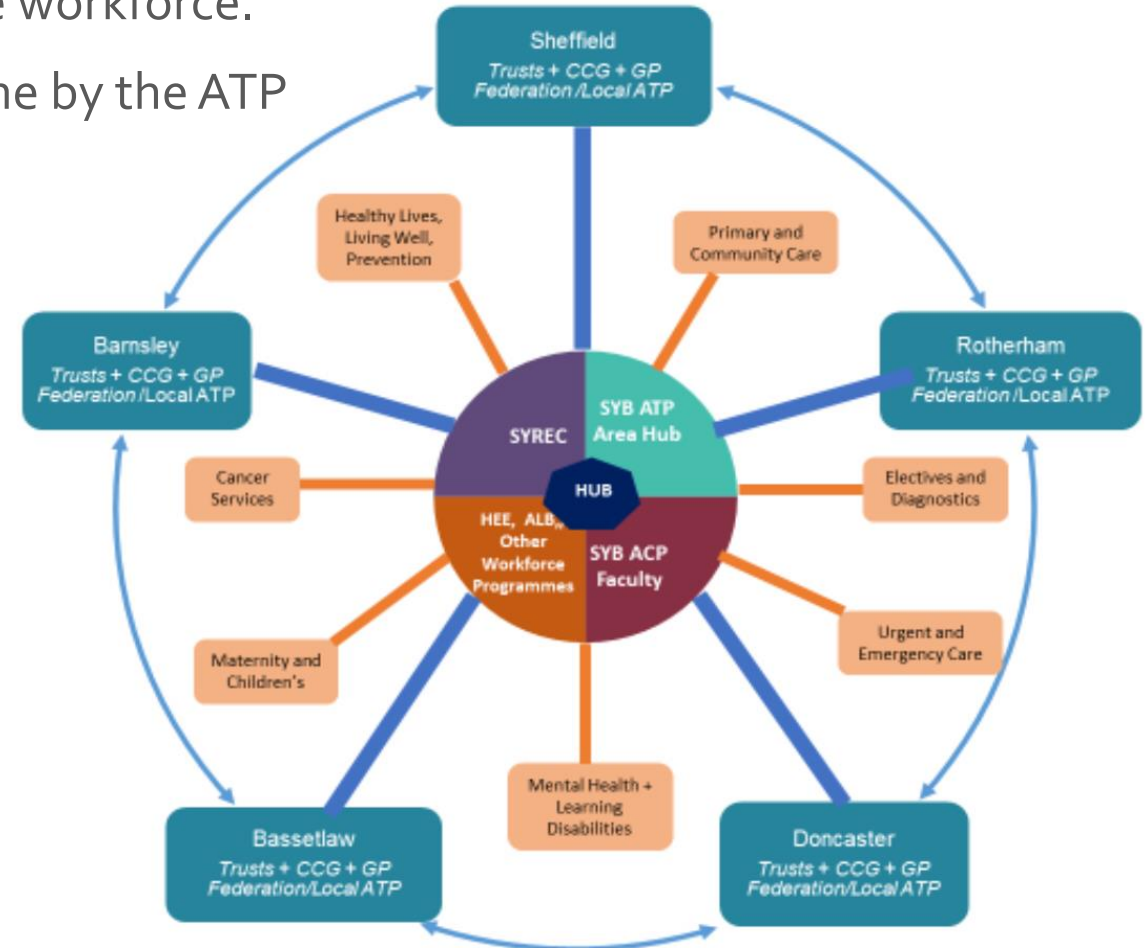 workforce.
ne by the ATP
Sheffield
Trusts + CCG + GP
Federation /Local ATP
Healthy Lives,
Living Well,
Prevention
Primary and
Community Care
Barnsley
Trusts + CCG + GP
Federation /Local ATP
Rotherham
Trusts + CCG + GP
Federation /Local ATP
SYREC
SYB ATP
Area Hub
HUB
Cancer
Services
Electives and
Diagnostics
HEE, ALB,,
Other
Workforce
Programmes
SYB ACP
Faculty
Urgent and
Emergency Care
Maternity and
Children's
Mental Health +
Learning
Disabilities
Bassetlaw
Trusts + CCG + GP
Federation/Local ATP
Doncaster
Trusts + CCG + GP
Federation/Local ATP